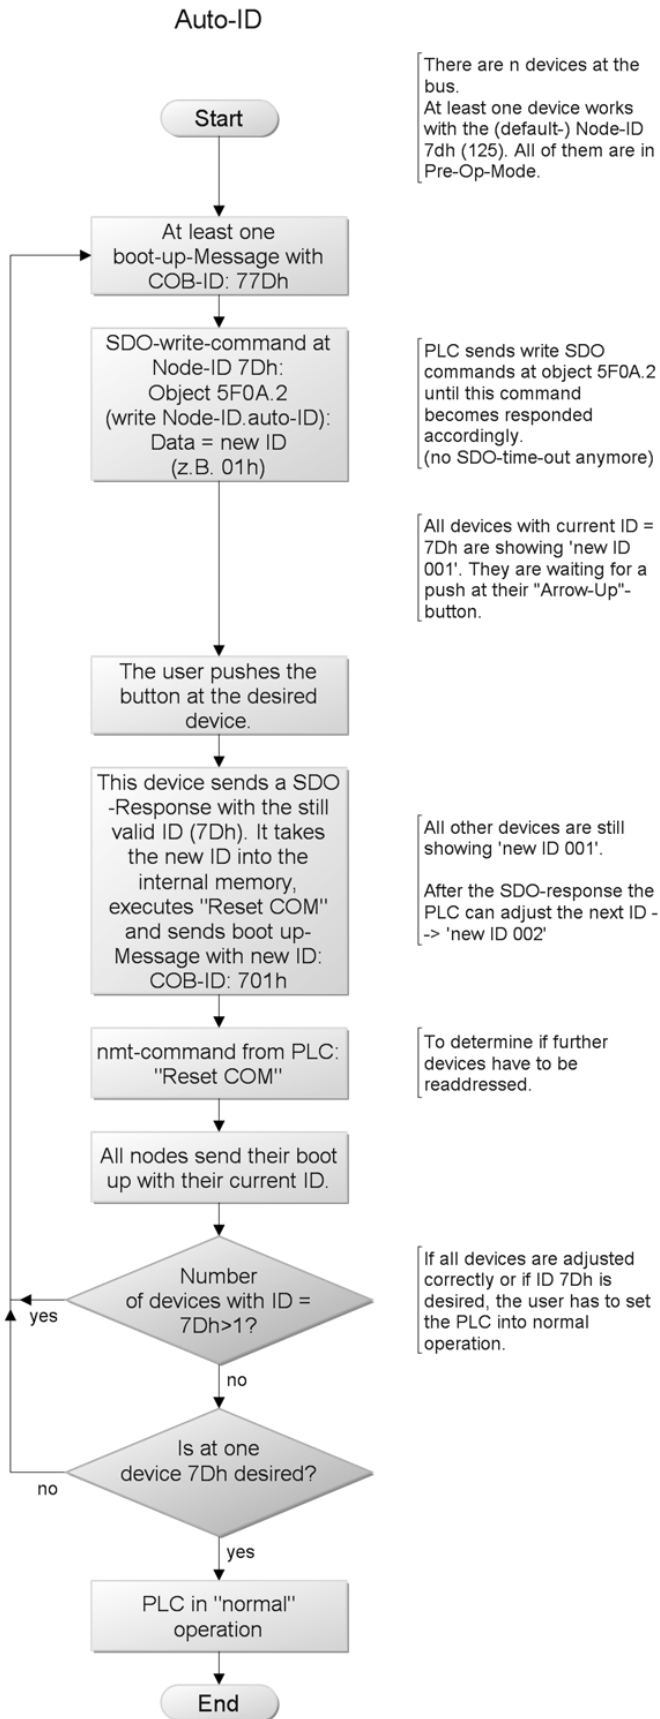 Auto-ID
There are n devices at the
bus.
At least one device works
with the (default-) Node-ID
7dh (125). All of them are in
Pre-Op-Mode.
Start
At least one
boot-up-Message with
COB-ID: 77Dh
SDO-write-command at
Node-ID 7Dh:
Object 5F0A.2
(write Node-ID.auto-ID):
Data = new ID
(z.B. 01h)
PLC sends write SDO
commands at object 5F0A.2
until this command
becomes responded
accordingly.
(no SDO-time-out anymore)
All devices with current ID =
7Dh are showing 'new ID
001'. They are waiting for a
push at their "Arrow-Up"-
button.
The user pushes the
button at the desired
device.
This device sends a SDO
-Response with the still
valid ID (7Dh). It takes
the new ID into the
internal memory,
executes "Reset COM"
and sends boot up-
Message with new ID:
COB-ID: 701h
All other devices are still
showing 'new ID 001'.
After the SDO-response the
PLC can adjust the next ID -
-> 'new ID 002'
nmt-command from PLC:
"Reset COM"
To determine if further
devices have to be
readdressed.
All nodes send their boot
up with their current ID.
Number
of devices with ID =
7Dh>1?
yes
no
If all devices are adjusted
correctly or if ID 7Dh is
desired, the user has to set
the PLC into normal
operation.
Is at one
device 7Dh desired?
no
yes
PLC in "normal"
operation
End